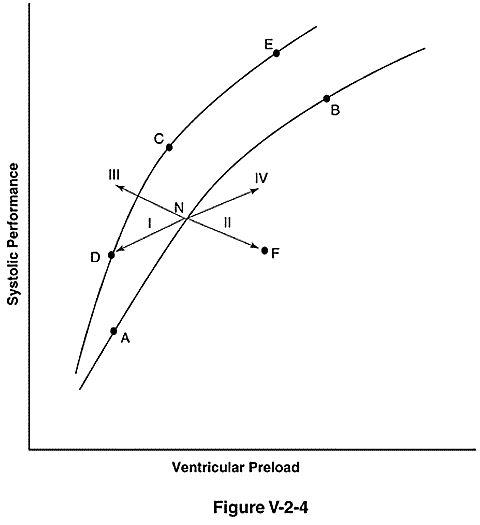 E
B
C
III
IV
N
I
II
D
F
A
Systolic Performance
Ventricular Preload
Figure V-2-4